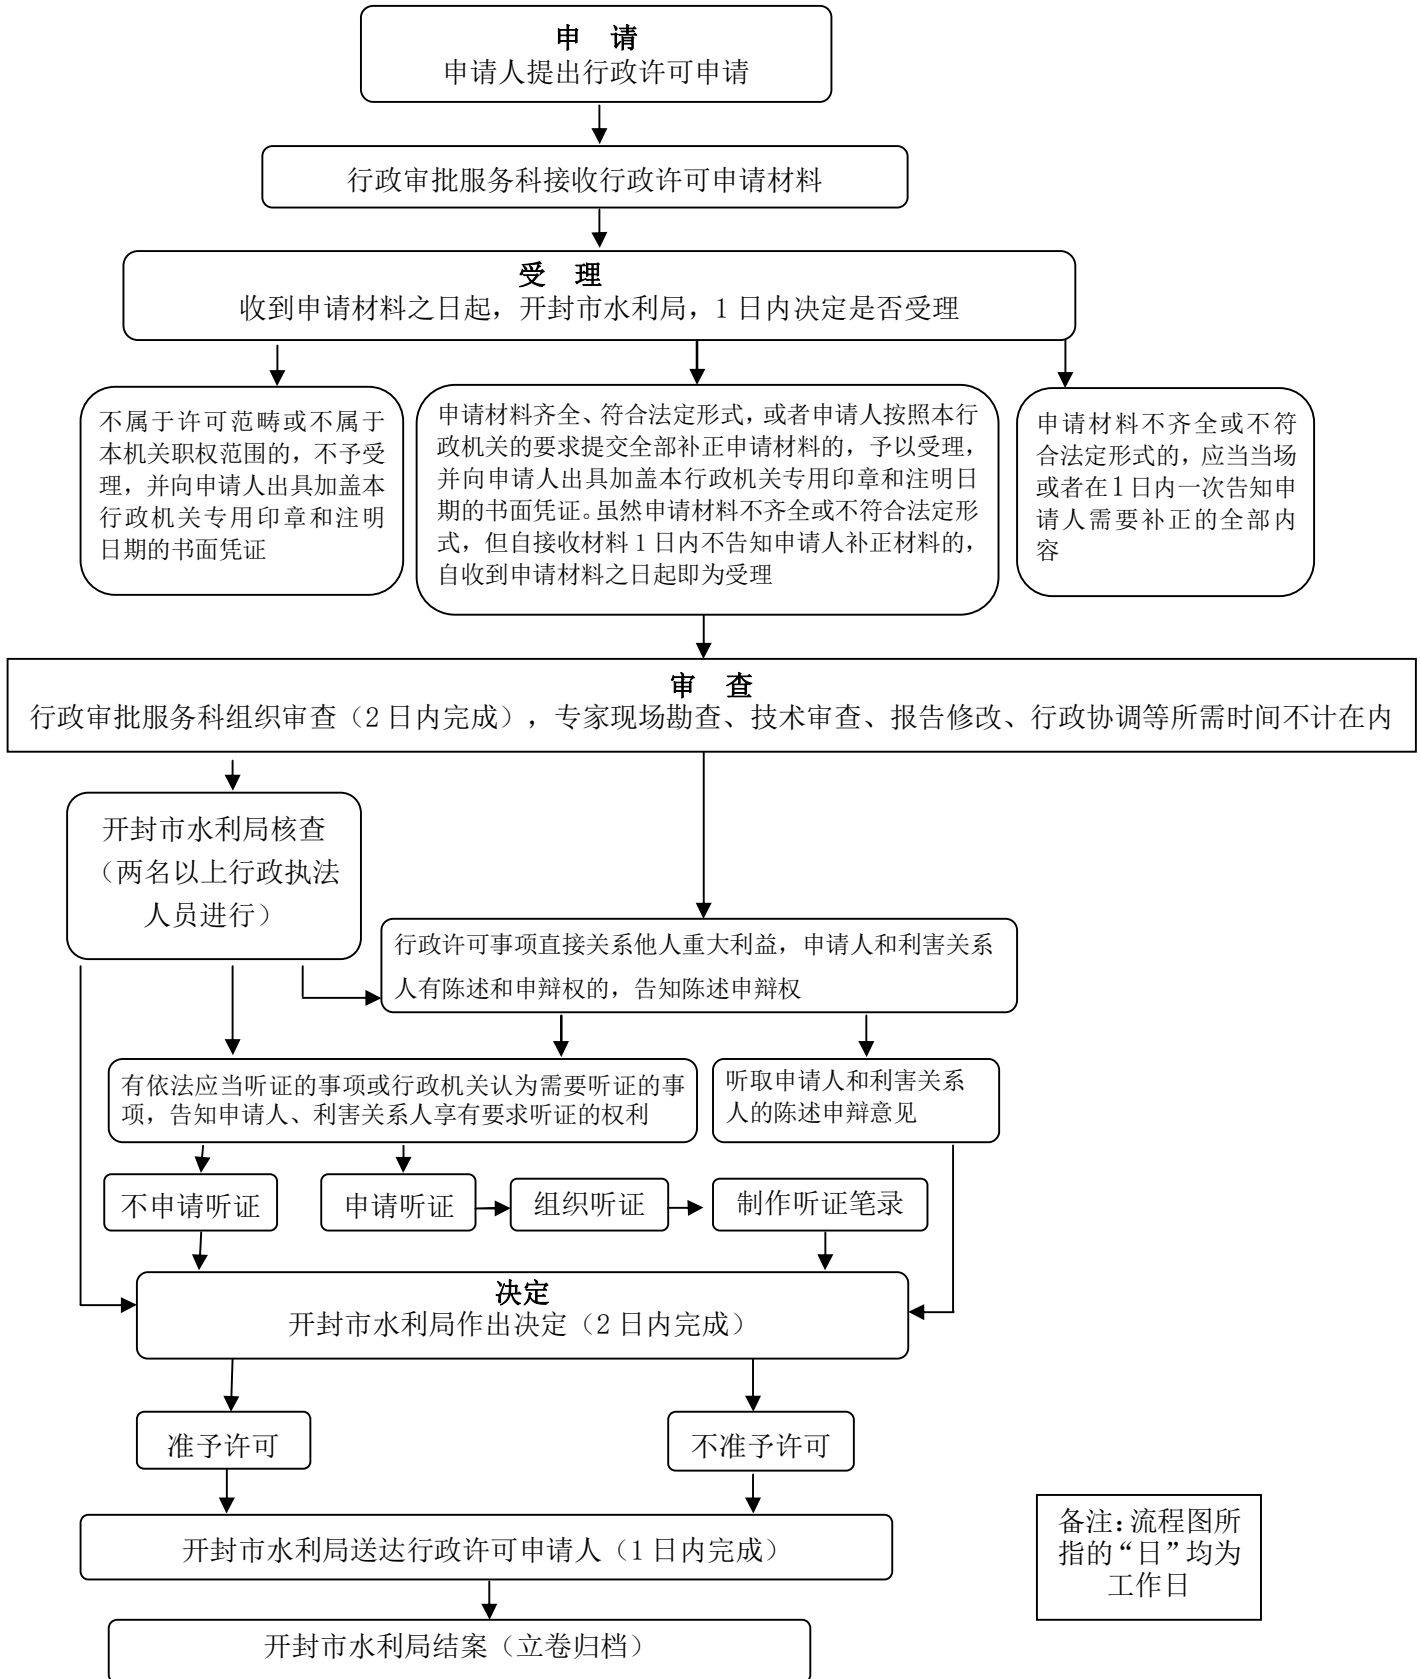 申 请
申请人提出行政许可申请
行政审批服务科接收行政许可申请材料
受 理
收到申请材料之日起，开封市水利局，1 日内决定是否受理
不属于许可范畴或不属于
本机关职权范围的，不予受
理，并向申请人出具加盖本
行政机关专用印章和注明
日期的书面凭证
申请材料齐全、符合法定形式，或者申请人按照本行
政机关的要求提交全部补正申请材料的，予以受理，
并向申请人出具加盖本行政机关专用印章和注明日
期的书面凭证。虽然申请材料不齐全或不符合法定形
式，但自接收材料 1 日内不告知申请人补正材料的，
自收到申请材料之日起即为受理
申请材料不齐全或不符
合法定形式的，应当当场
或者在 1 日内一次告知申
请人需要补正的全部内
容
审 查
行政审批服务科组织审查（2 日内完成），专家现场勘查、技术审查、报告修改、行政协调等所需时间不计在内
开封市水利局核查
（两名以上行政执法
人员进行）
行政许可事项直接关系他人重大利益，申请人和利害关系
人有陈述和申辩权的，告知陈述申辩权
有依法应当听证的事项或行政机关认为需要听证的事
项，告知申请人、利害关系人享有要求听证的权利
听取申请人和利害关系
人的陈述申辩意见
不申请听证
申请听证
组织听证
制作听证笔录
决定
开封市水利局作出决定（2 日内完成）
准予许可
不准予许可
开封市水利局送达行政许可申请人（1 日内完成）
开封市水利局结案（立卷归档）
备注：流程图所
指的“日”均为
工作日